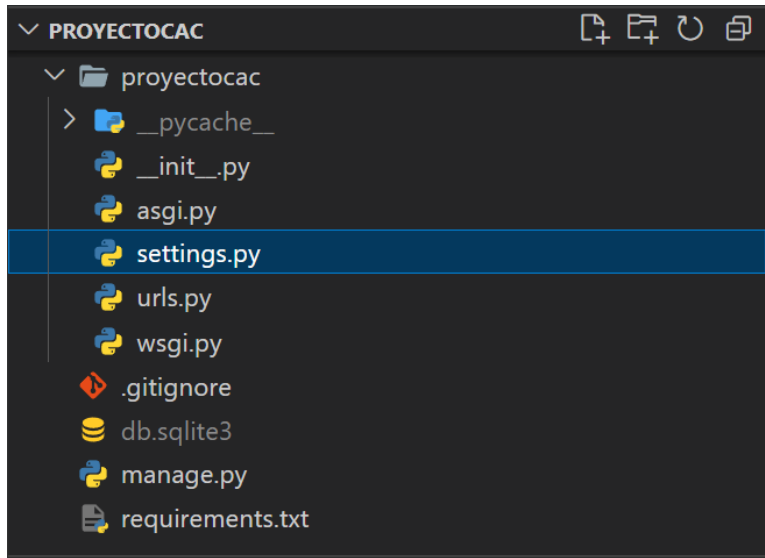 PROYECTOCAC
proyectocac
__pycache__
__init__.py
asgi.py
settings.py
urls.py
wsgi.py
.gitignore
db.sqlite3
manage.py
requirements.txt